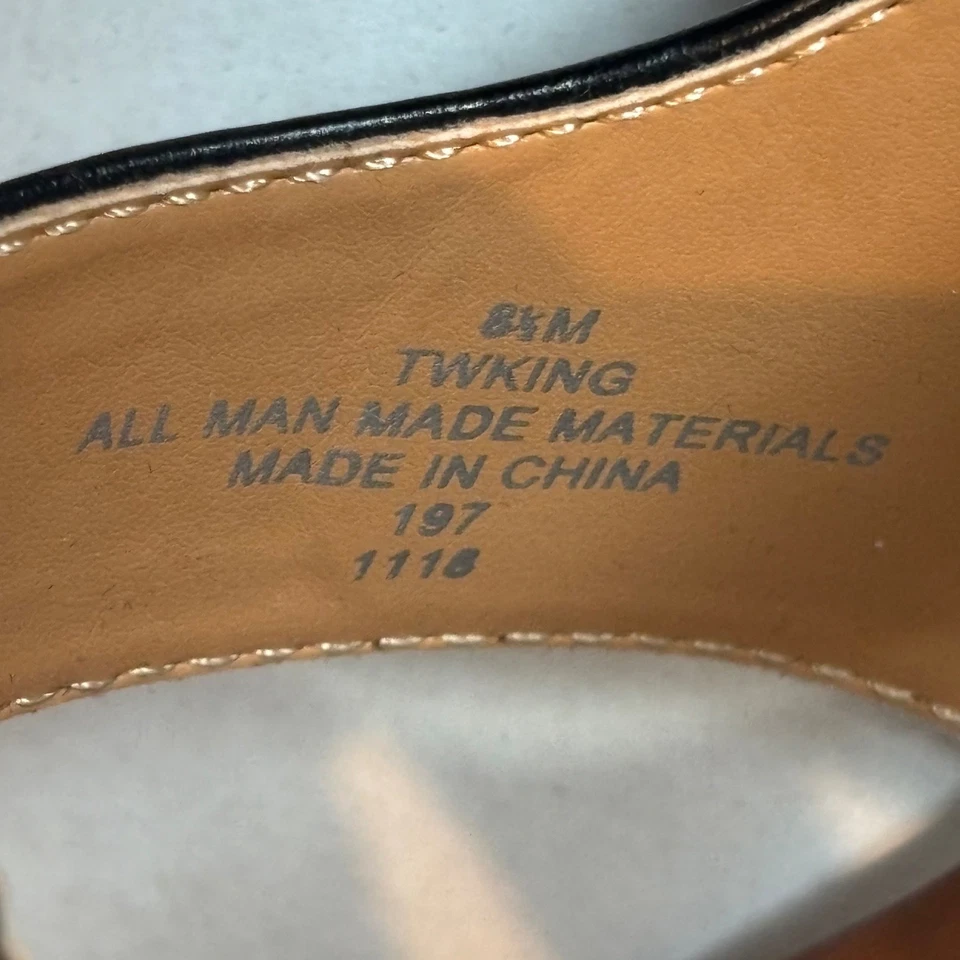 8½M
TWKING
ALL MAN MADE MATERIALS
MADE IN CHINA
197
1118